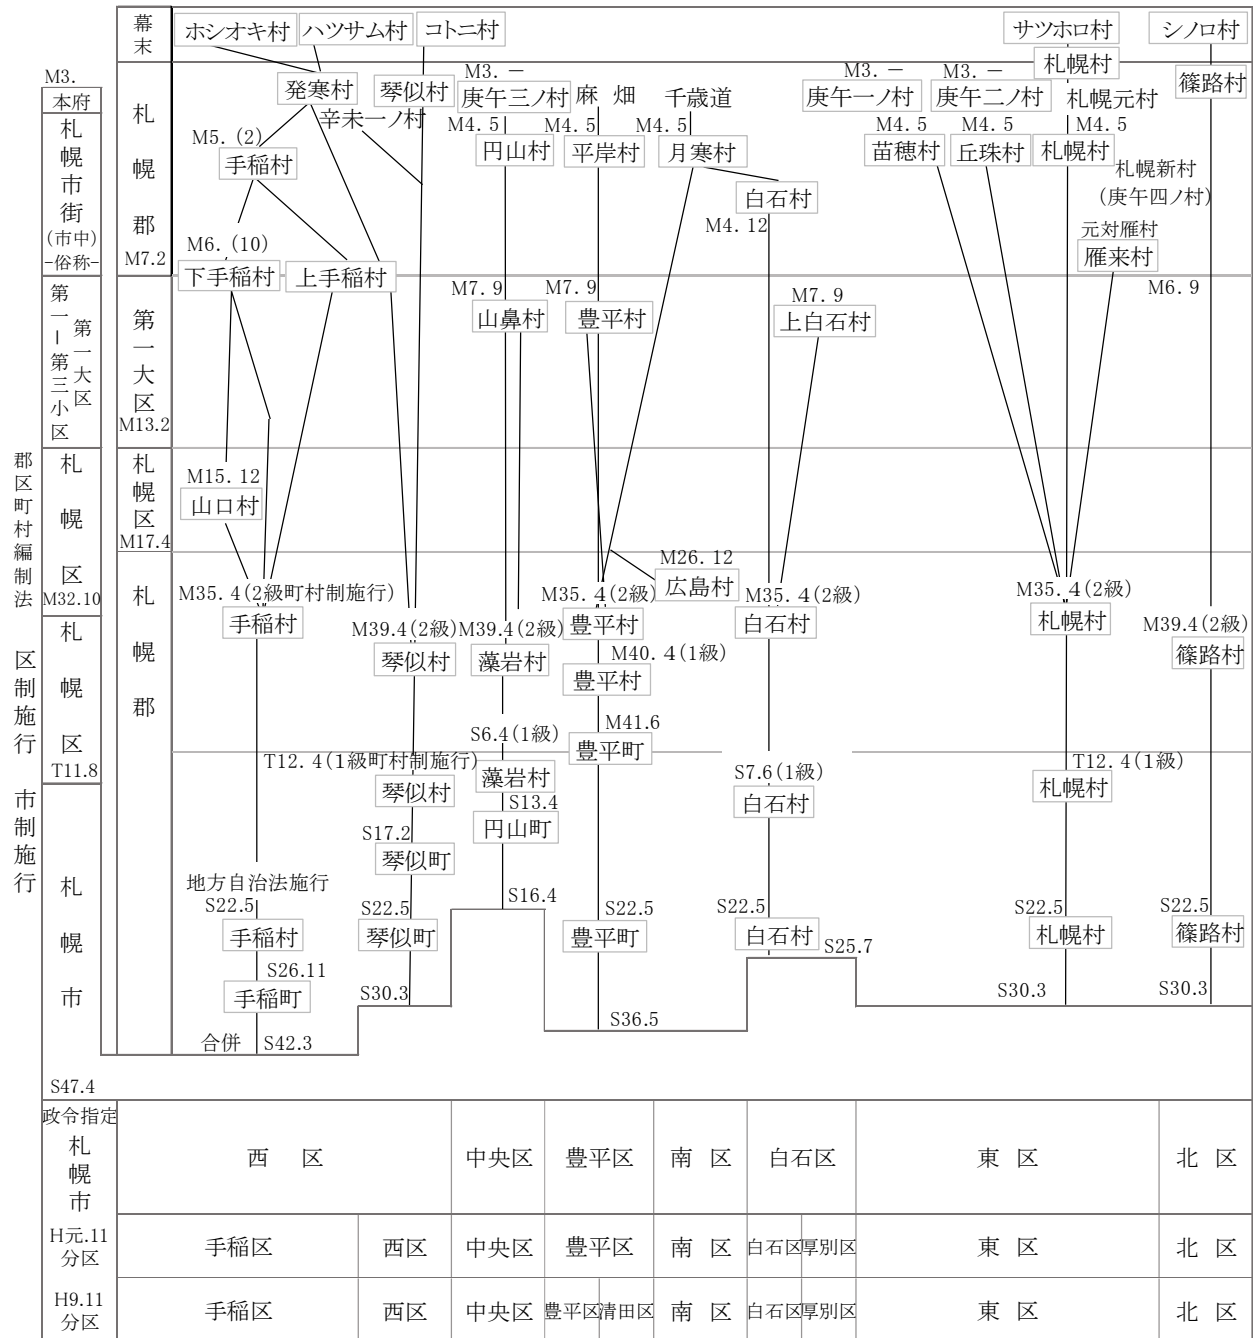 幕末
ホシオキ村
ハツサム村
コトニ村
サツホロ村
シノロ村
M3.
本府
札幌市街
(市中)
-俗称-
札幌郡
M7.2
発寒村
琴似村
辛未一ノ村
M3. －
庚午三ノ村
麻 畑
千歳道
M3. －
庚午一ノ村
M3. －
庚午二ノ村
札幌村
札幌元村
篠路村
M5. (2)
手稲村
M4. 5
円山村
M4. 5
平岸村
M4. 5
月寒村
M4. 5
苗穂村
M4. 5
丘珠村
M4. 5
札幌村
白石村
M4. 12
札幌新村
(庚午四ノ村)
元対雁村
雁来村
M6. 9
M6. (10)
下手稲村
上手稲村
第一ー第三小区
第一大区
第一大区
M13.2
M7. 9
山鼻村
M7. 9
豊平村
M7. 9
上白石村
郡区町村編制法
札幌区
M32.10
札幌区
M17.4
M15. 12
山口村
札幌郡
M26. 12
広島村
M35. 4(2級町村制施行)
手稲村
M39.4(2級)
琴似村
M39.4(2級)
藻岩村
M35. 4(2級)
豊平村
M35. 4(2級)
白石村
M35. 4(2級)
札幌村
M39.4(2級)
篠路村
区制施行
札幌区
T11.8
M40. 4(1級)
豊平村
M41.6
豊平町
S6.4(1級)
藻岩村
T12. 4(1級町村制施行)
琴似村
S7.6(1級)
白石村
T12. 4(1級)
札幌村
市制施行
札幌市
S13.4
円山町
S17.2
琴似町
S16.4
地方自治法施行
S22.5
手稲村
S22.5
琴似町
S22.5
豊平町
S22.5
白石村
S25.7
S22.5
札幌村
S22.5
篠路村
S26.11
手稲町
S30.3
S36.5
S30.3
S30.3
合併 S42.3
S47.4
政令指定
札幌市
西 区
中央区
豊平区
南 区
白石区
東 区
北 区
H元.11
分区
手稲区
西区
中央区
豊平区
南 区
白石区
厚別区
東 区
北 区
H9.11
分区
手稲区
西区
中央区
豊平区
清田区
南 区
白石区
厚別区
東 区
北 区